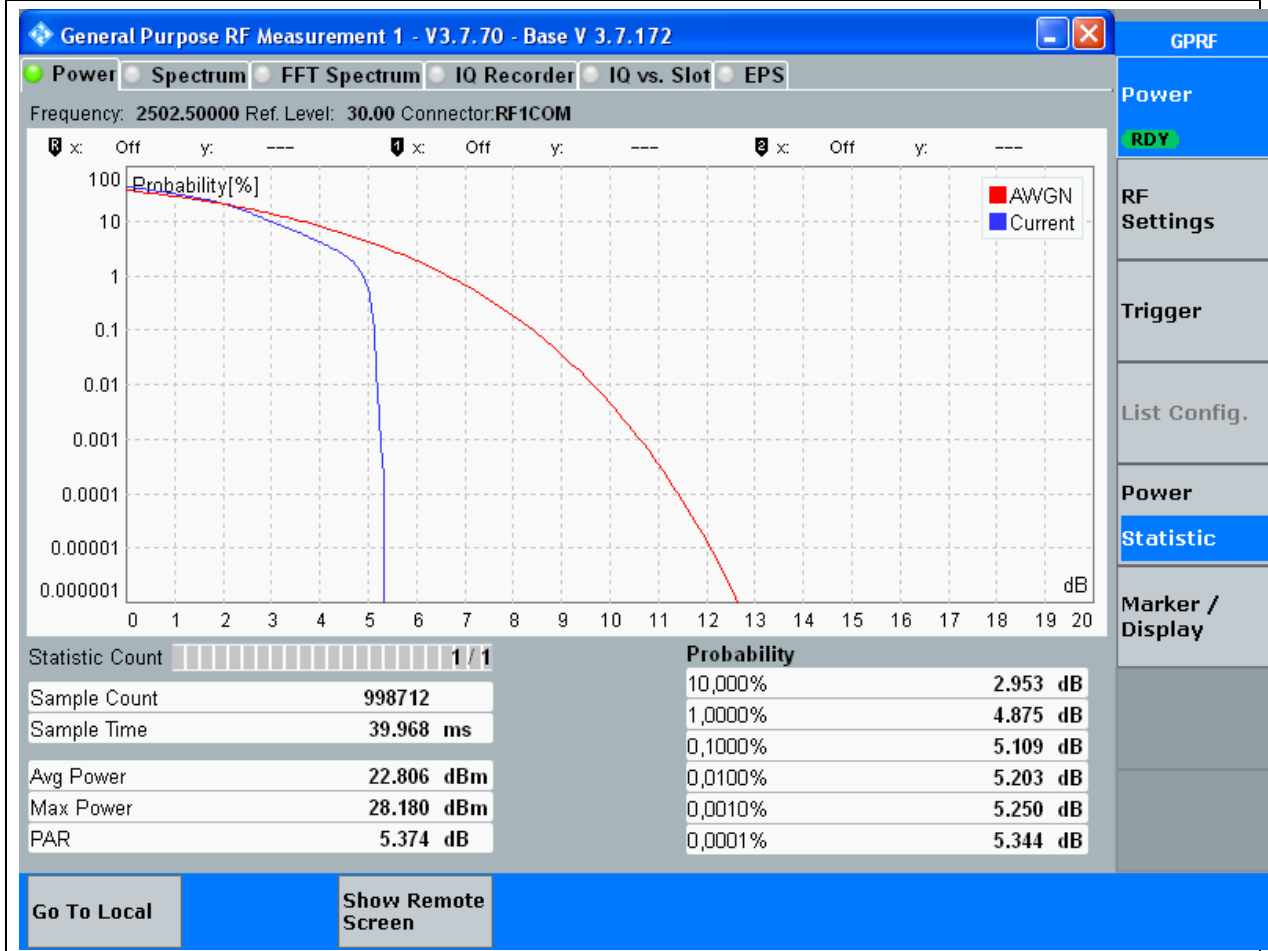 General Purpose RF Measurement 1 - V3.7.70 - Base V 3.7.172
GPRF
Power Spectrum FFT Spectrum IQ Recorder IQ vs. Slot EPS
Frequency: 2502.50000 Ref. Level: 30.00 Connector:RF1COM
R x: Off y: --- 1 x: Off y: --- 2 x: Off y: ---
Probability[%]
100
10
1
0.1
0.01
0.001
0.0001
0.00001
0.000001
AWGN
Current
dB
0 1 2 3 4 5 6 7 8 9 10 11 12 13 14 15 16 17 18 19 20
Statistic Count 1 / 1
Sample Count 998712
Sample Time 39.968 ms
Avg Power 22.806 dBm
Max Power 28.180 dBm
PAR 5.374 dB
Probability
10,000% 2.953 dB
1,0000% 4.875 dB
0,1000% 5.109 dB
0,0100% 5.203 dB
0,0010% 5.250 dB
0,0001% 5.344 dB
Power
RDY
RF
Settings
Trigger
List Config.
Power
Statistic
Marker /
Display
Go To Local
Show Remote
Screen